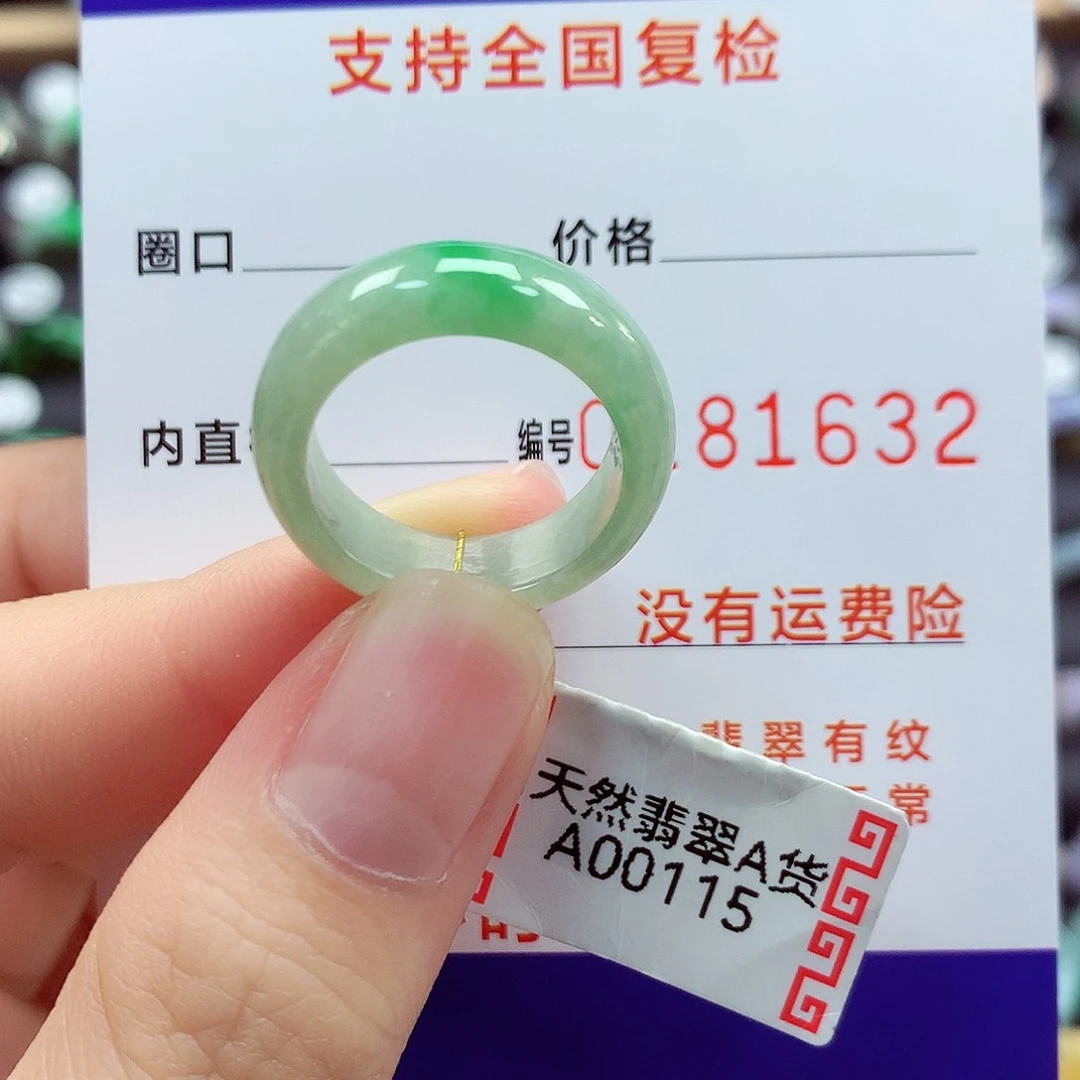 支持全国复检
圈口 价格
内直 编号 81632
没有运费险
翡翠有纹
常
天然翡翠A货
A00115